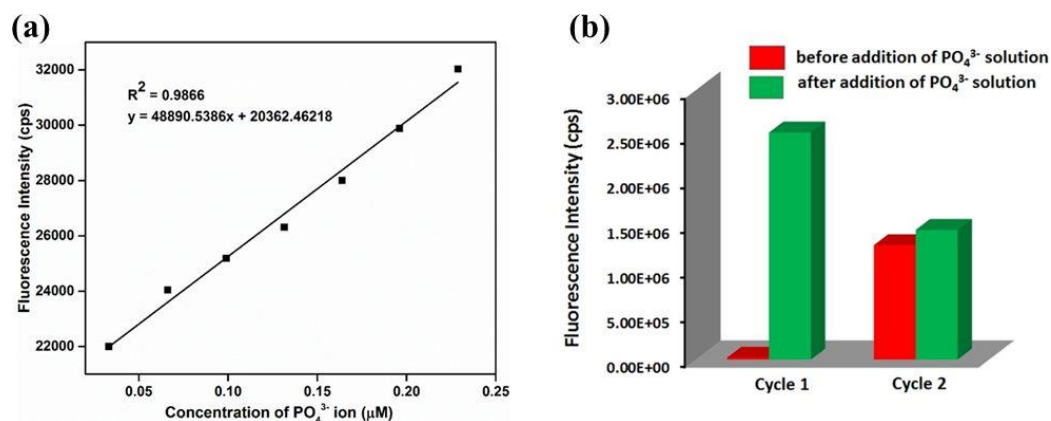 (a)
Fluorescence Intensity (cps)
32000
30000
28000
26000
24000
22000
R² = 0.9866
y = 48890.5386x + 20362.46218
0.05 0.10 0.15 0.20 0.25
Concentration of PO₄³⁻ ion (μM)
(b)
before addition of PO₄³⁻ solution
after addition of PO₄³⁻ solution
Fluorescence Intensity (cps)
3.00E+06
2.50E+06
2.00E+06
1.50E+06
1.00E+06
5.00E+05
0.00E+00
Cycle 1 Cycle 2